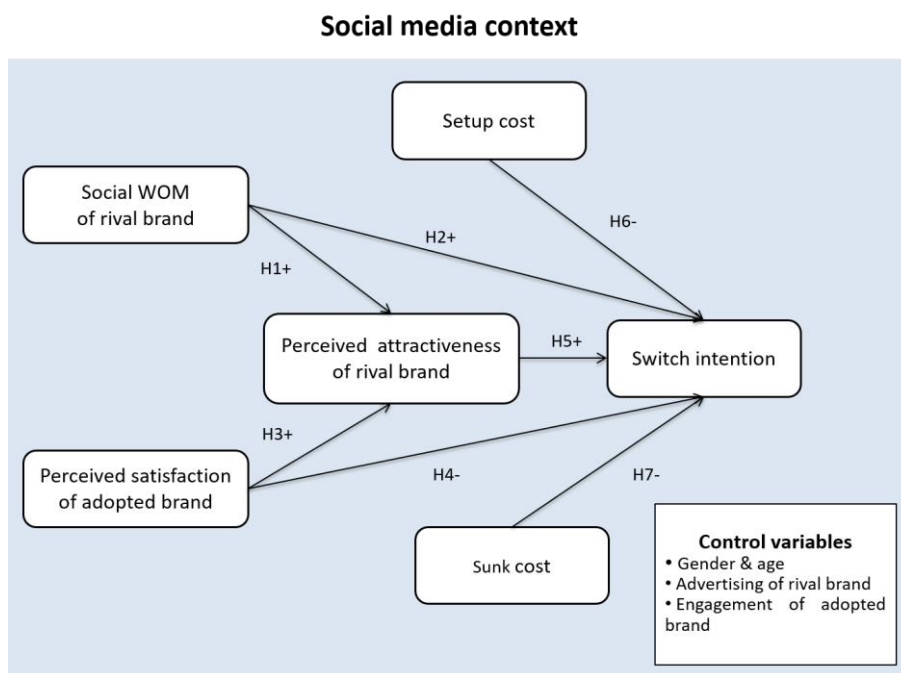 Social media context
Setup cost
Social WOM
of rival brand
H6-
H2+
H1+
Perceived attractiveness
of rival brand
H5+
Switch intention
H3+
Perceived satisfaction
of adopted brand
H4-
H7-
Sunk cost
Control variables
• Gender & age
• Advertising of rival brand
• Engagement of adopted
brand